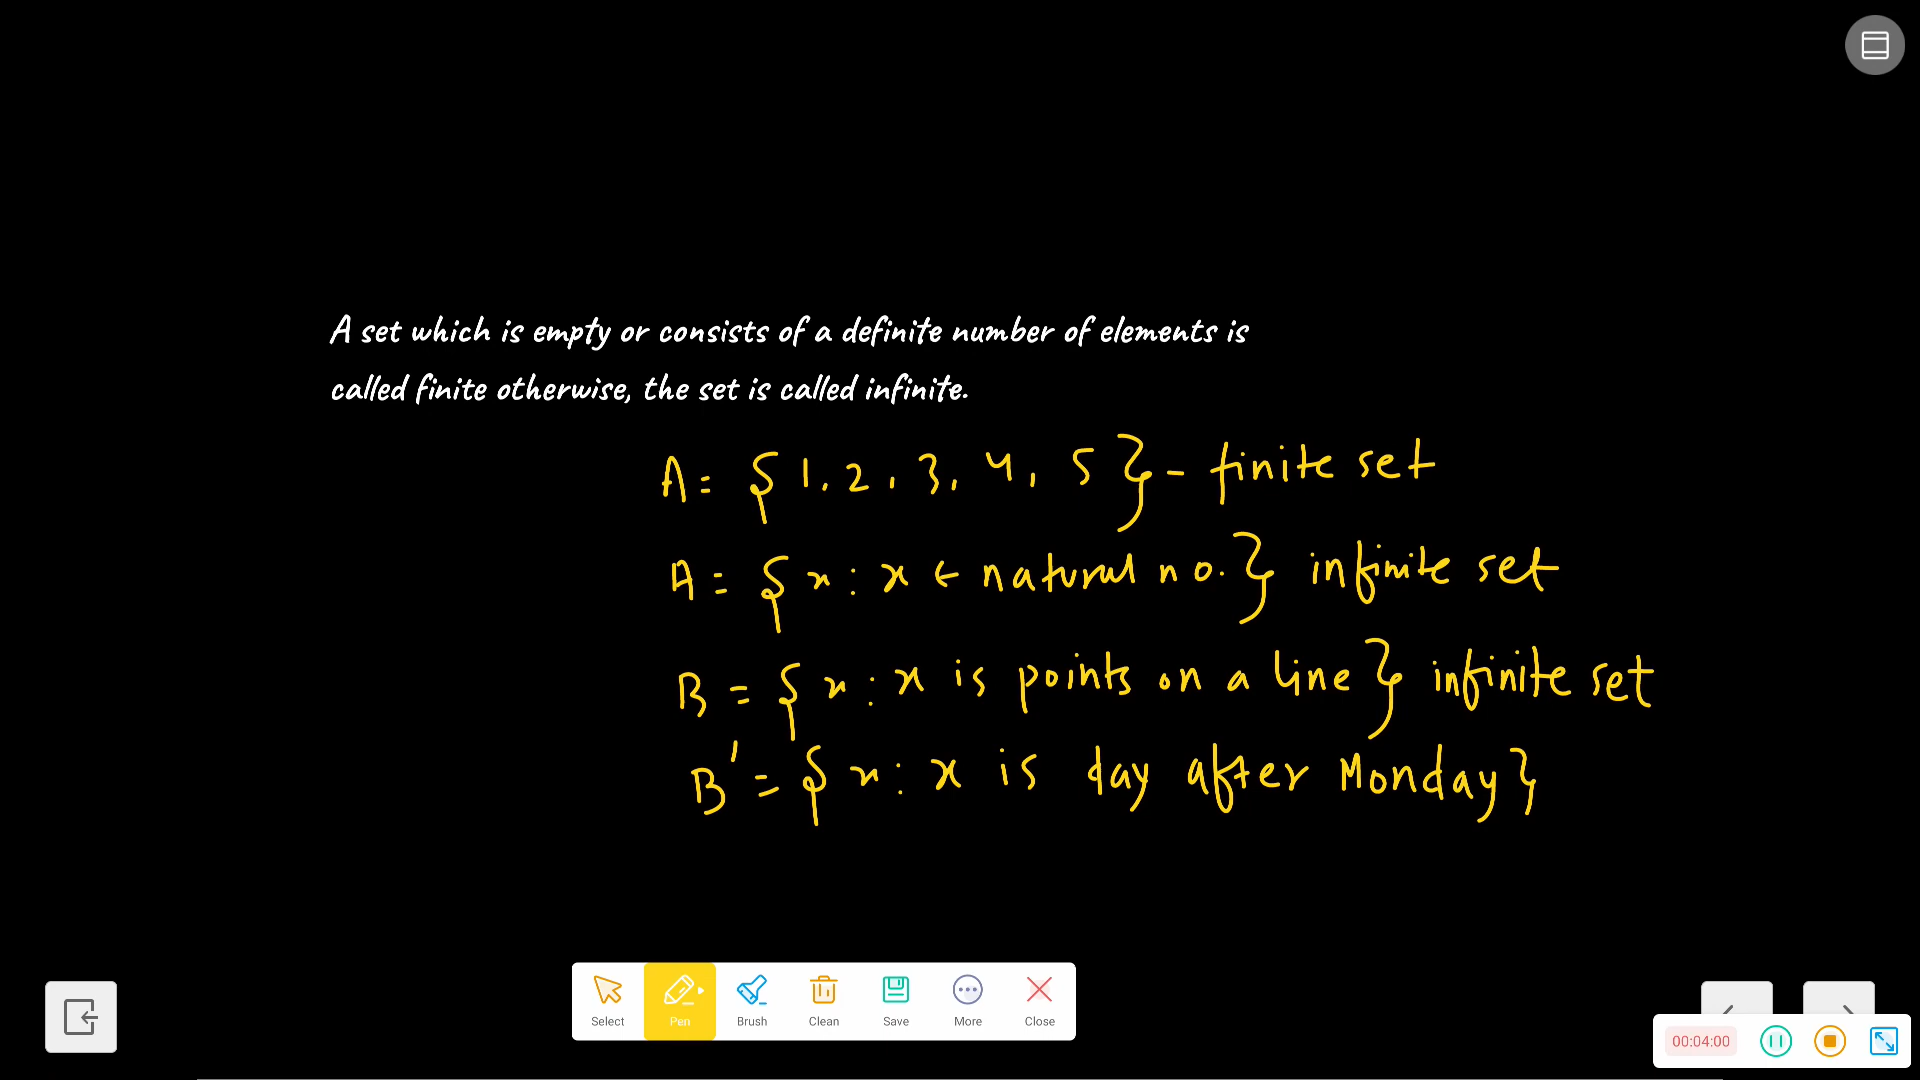 A set which is empty or consists of a definite number of elements is
called finite otherwise, the set is called infinite.
A = { 1, 2, 3, 4, 5 } - finite set
A = { x : x ← natural no. } infinite set
B = { x : x is points on a line } infinite set
B' = { x : x is day after Monday }
Select Pen Brush Clean Save More Close
00:04:00